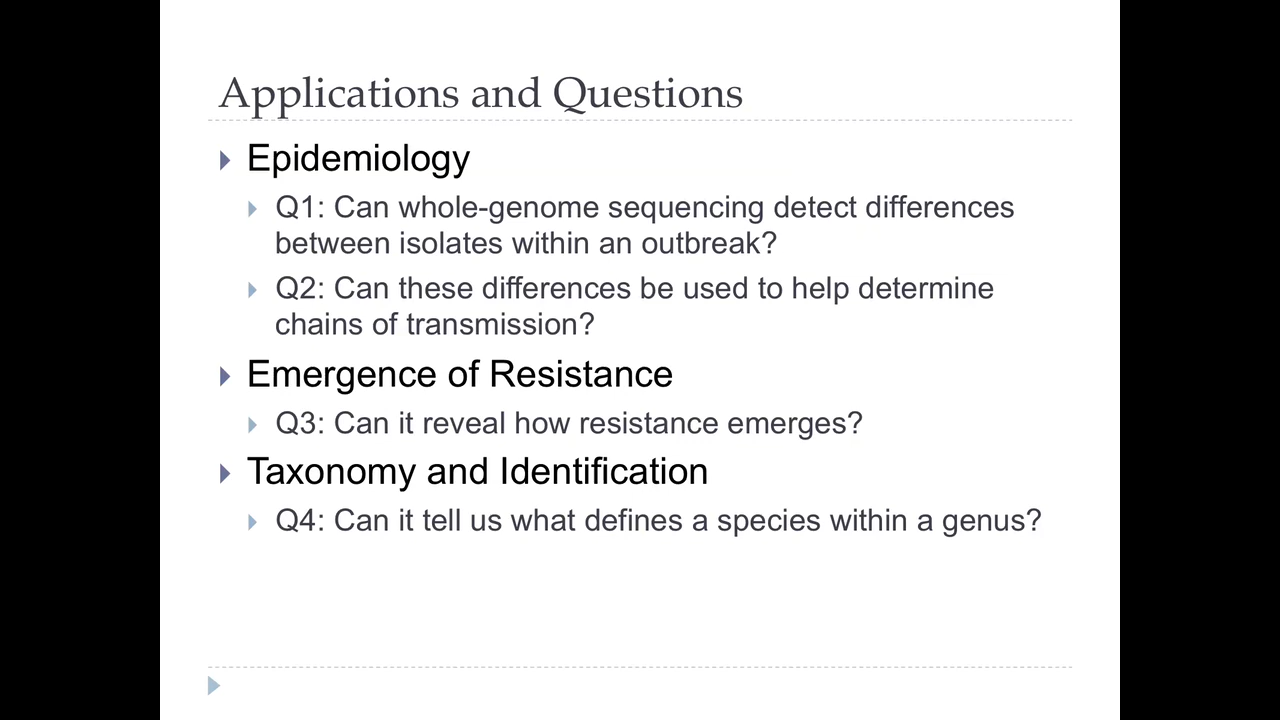 Applications and Questions
Epidemiology
Q1: Can whole-genome sequencing detect differences
between isolates within an outbreak?
Q2: Can these differences be used to help determine
chains of transmission?
Emergence of Resistance
Q3: Can it reveal how resistance emerges?
Taxonomy and Identification
Q4: Can it tell us what defines a species within a genus?